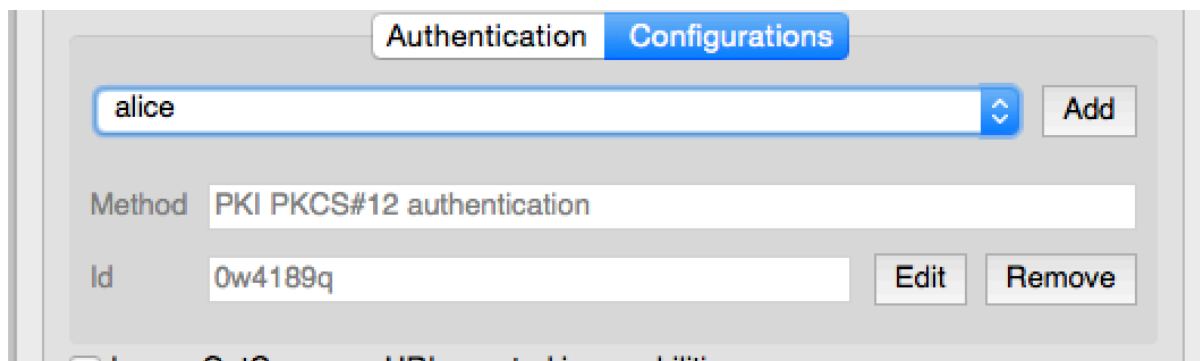 Authentication Configurations
alice Add
Method PKI PKCS#12 authentication
Id 0w4189q Edit Remove